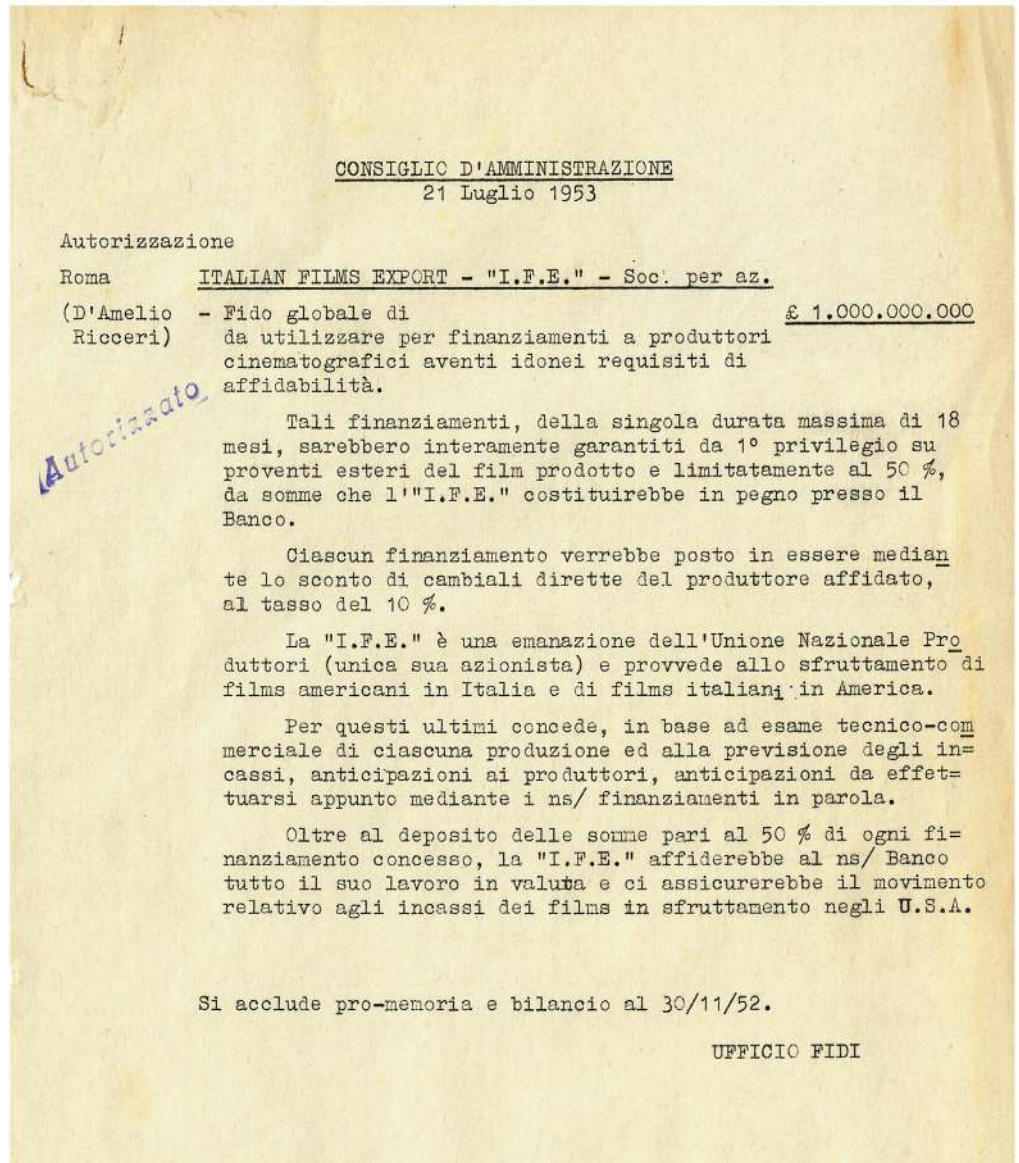 CONSIGLIO D'AMMINISTRAZIONE
21 Luglio 1953
Autorizzazione
Roma ITALIAN FILMS EXPORT - "I.F.E." - Soc. per az.
(D'Amelio - Fido globale di £ 1.000.000.000
Ricceri) da utilizzare per finanziamenti a produttori
cinematografici aventi idonei requisiti di
affidabilità.
Autorizzato
Tali finanziamenti, della singola durata massima di 18
mesi, sarebbero interamente garantiti da 1° privilegio su
proventi esteri del film prodotto e limitatamente al 50 %,
da somme che l'"I.F.E." costituirebbe in pegno presso il
Banco.
Ciascun finanziamento verrebbe posto in essere median
te lo sconto di cambiali dirette del produttore affidato,
al tasso del 10 %.
La "I.F.E." è una emanazione dell'Unione Nazionale Pro
duttori (unica sua azionista) e provvede allo sfruttamento di
films americani in Italia e di films italiani in America.
Per questi ultimi concede, in base ad esame tecnico-com
merciale di ciascuna produzione ed alla previsione degli in=
cassi, anticipazioni ai produttori, anticipazioni da effet=
tuarsi appunto mediante i ns/ finanziamenti in parola.
Oltre al deposito delle somme pari al 50 % di ogni fi=
nanziamento concesso, la "I.F.E." affiderebbe al ns/ Banco
tutto il suo lavoro in valuta e ci assicurerebbe il movimento
relativo agli incassi dei films in sfruttamento negli U.S.A.
Si acclude pro-memoria e bilancio al 30/11/52.
UFFICIO FIDI